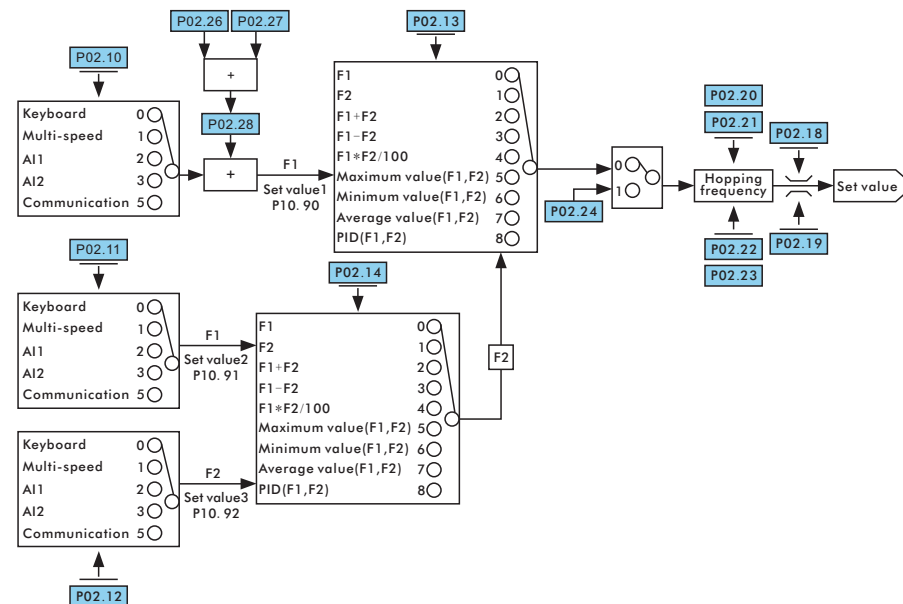 P02.26 P02.27
P02.10
+
P02.28
+
Keyboard 0
Multi-speed 1
AI1 2
AI2 3
Communication 5
F1
Set value1
P10. 90
P02.13
F1 0
F2 1
F1+F2 2
F1-F2 3
F1*F2/100 4
Maximum value(F1,F2) 5
Minimum value(F1,F2) 6
Average value(F1,F2) 7
PID(F1,F2) 8
0
1
P02.24
P02.20
P02.21
Hopping
frequency
P02.22
P02.23
P02.18
P02.19
Set value
P02.11
Keyboard 0
Multi-speed 1
AI1 2
AI2 3
Communication 5
F1
Set value2
P10. 91
P02.14
F1 0
F2 1
F1+F2 2
F1-F2 3
F1*F2/100 4
Maximum value(F1,F2) 5
Minimum value(F1,F2) 6
Average value(F1,F2) 7
PID(F1,F2) 8
F2
Keyboard 0
Multi-speed 1
AI1 2
AI2 3
Communication 5
F2
Set value3
P10. 92
P02.12